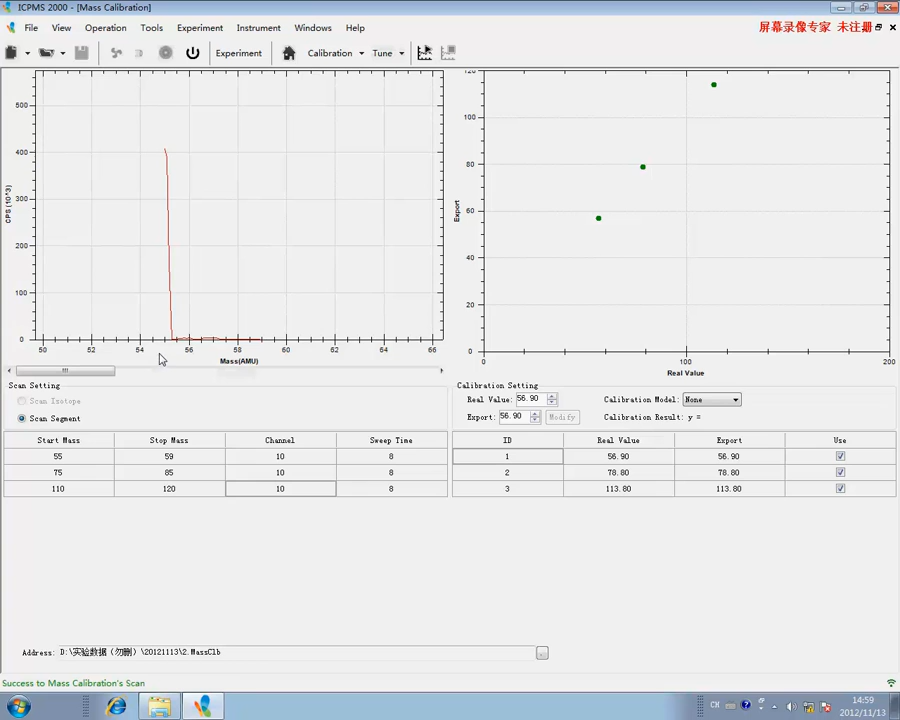 ICPMS 2000 - [Mass Calibration]
File View Operation Tools Experiment Instrument Windows Help
屏幕录像专家 未注册
Experiment Calibration Tune
500
400
300
200
100
0
CPS (10^3)
50 52 54 56 58 60 62 64 66
Mass(AMU)
120
100
80
60
40
20
0
Export
0 100 200
Real Value
Scan Setting
Scan Isotope
Scan Segment
Start Mass Stop Mass Channel Sweep Time
55 59 10 8
75 85 10 8
110 120 10 8
Calibration Setting
Real Value: 56.90 Calibration Model: None
Export: 56.90 Modify Calibration Result: y =
ID Real Value Export Use
1 56.90 56.90
2 78.80 78.80
3 113.80 113.80
Address: D:\实验数据（勿删）\20121113\2.MassClb
Success to Mass Calibration's Scan
CH 14:59
2012/11/13